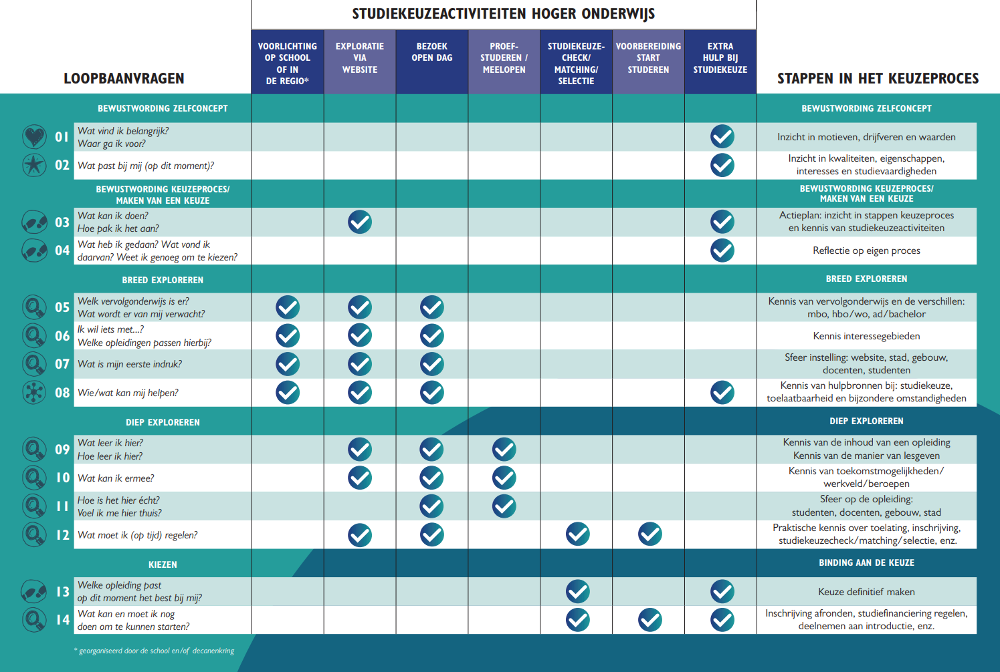 STUDIEKEUZEACTIVITEITEN HOGER ONDERWIJS
LOOPBAANVRAGEN
VOORLICHTING
OP SCHOOL
OF IN
DE REGIO*
EXPLORATIE
VIA
WEBSITE
BEZOEK
OPEN DAG
PROEF-
STUDEREN /
MEELOPEN
STUDIEKEUZE-
CHECK/
MATCHING/
SELECTIE
VOORBEREIDING
START
STUDEREN
EXTRA
HULP BIJ
STUDIEKEUZE
STAPPEN IN HET KEUZEPROCES
BEWUSTWORDING ZELFCONCEPT
BEWUSTWORDING ZELFCONCEPT
01
Wat vind ik belangrijk?
Waar ga ik voor?
Inzicht in motieven, drijfveren en waarden
02
Wat past bij mij (op dit moment)?
Inzicht in kwaliteiten, eigenschappen,
interesses en studievaardigheden
BEWUSTWORDING KEUZEPROCES/
MAKEN VAN EEN KEUZE
BEWUSTWORDING KEUZEPROCES/
MAKEN VAN EEN KEUZE
03
Wat kan ik doen?
Hoe pak ik het aan?
Actieplan: inzicht in stappen keuzeproces
en kennis van studiekeuzeactiviteiten
04
Wat heb ik gedaan? Wat vond ik
daarvan? Weet ik genoeg om te kiezen?
Reflectie op eigen proces
BREED EXPLOREREN
BREED EXPLOREREN
05
Welk vervolgonderwijs is er?
Wat wordt er van mij verwacht?
Kennis van vervolgonderwijs en de verschillen:
mbo, hbo/wo, ad/bachelor
06
Ik wil iets met...?
Welke opleidingen passen hierbij?
Kennis interessegebieden
07
Wat is mijn eerste indruk?
Sfeer instelling: website, stad, gebouw,
docenten, studenten
08
Wie/wat kan mij helpen?
Kennis van hulpbronnen bij: studiekeuze,
toelaatbaarheid en bijzondere omstandigheden
DIEP EXPLOREREN
DIEP EXPLOREREN
09
Wat leer ik hier?
Hoe leer ik hier?
Kennis van de inhoud van een opleiding
Kennis van de manier van lesgeven
10
Wat kan ik ermee?
Kennis van toekomstmogelijkheden/
werkveld/beroepen
11
Hoe is het hier écht?
Voel ik me hier thuis?
Sfeer op de opleiding:
studenten, docenten, gebouw, stad
12
Wat moet ik (op tijd) regelen?
Praktische kennis over toelating, inschrijving,
studiekeuzecheck/matching/selectie, enz.
KIEZEN
BINDING AAN DE KEUZE
13
Welke opleiding past
op dit moment het best bij mij?
Keuze definitief maken
14
Wat kan en moet ik nog
doen om te kunnen starten?
Inschrijving afronden, studiefinanciering regelen,
deelnemen aan introductie, enz.
* georganiseerd door de school en/of decanenkring